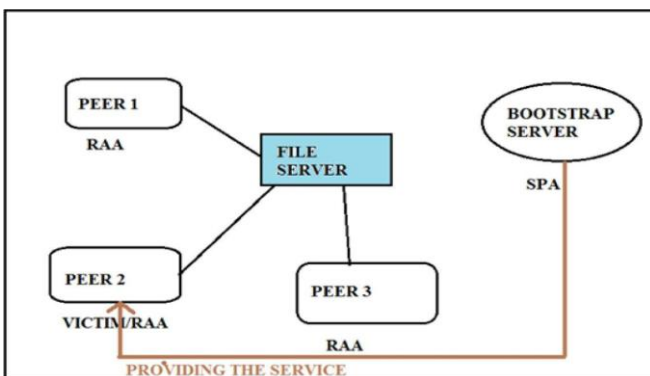 PEER 1
RAA
FILE
SERVER
BOOTSTRAP
SERVER
SPA
PEER 2
VICTIM/RAA
PEER 3
RAA
PROVIDING THE SERVICE